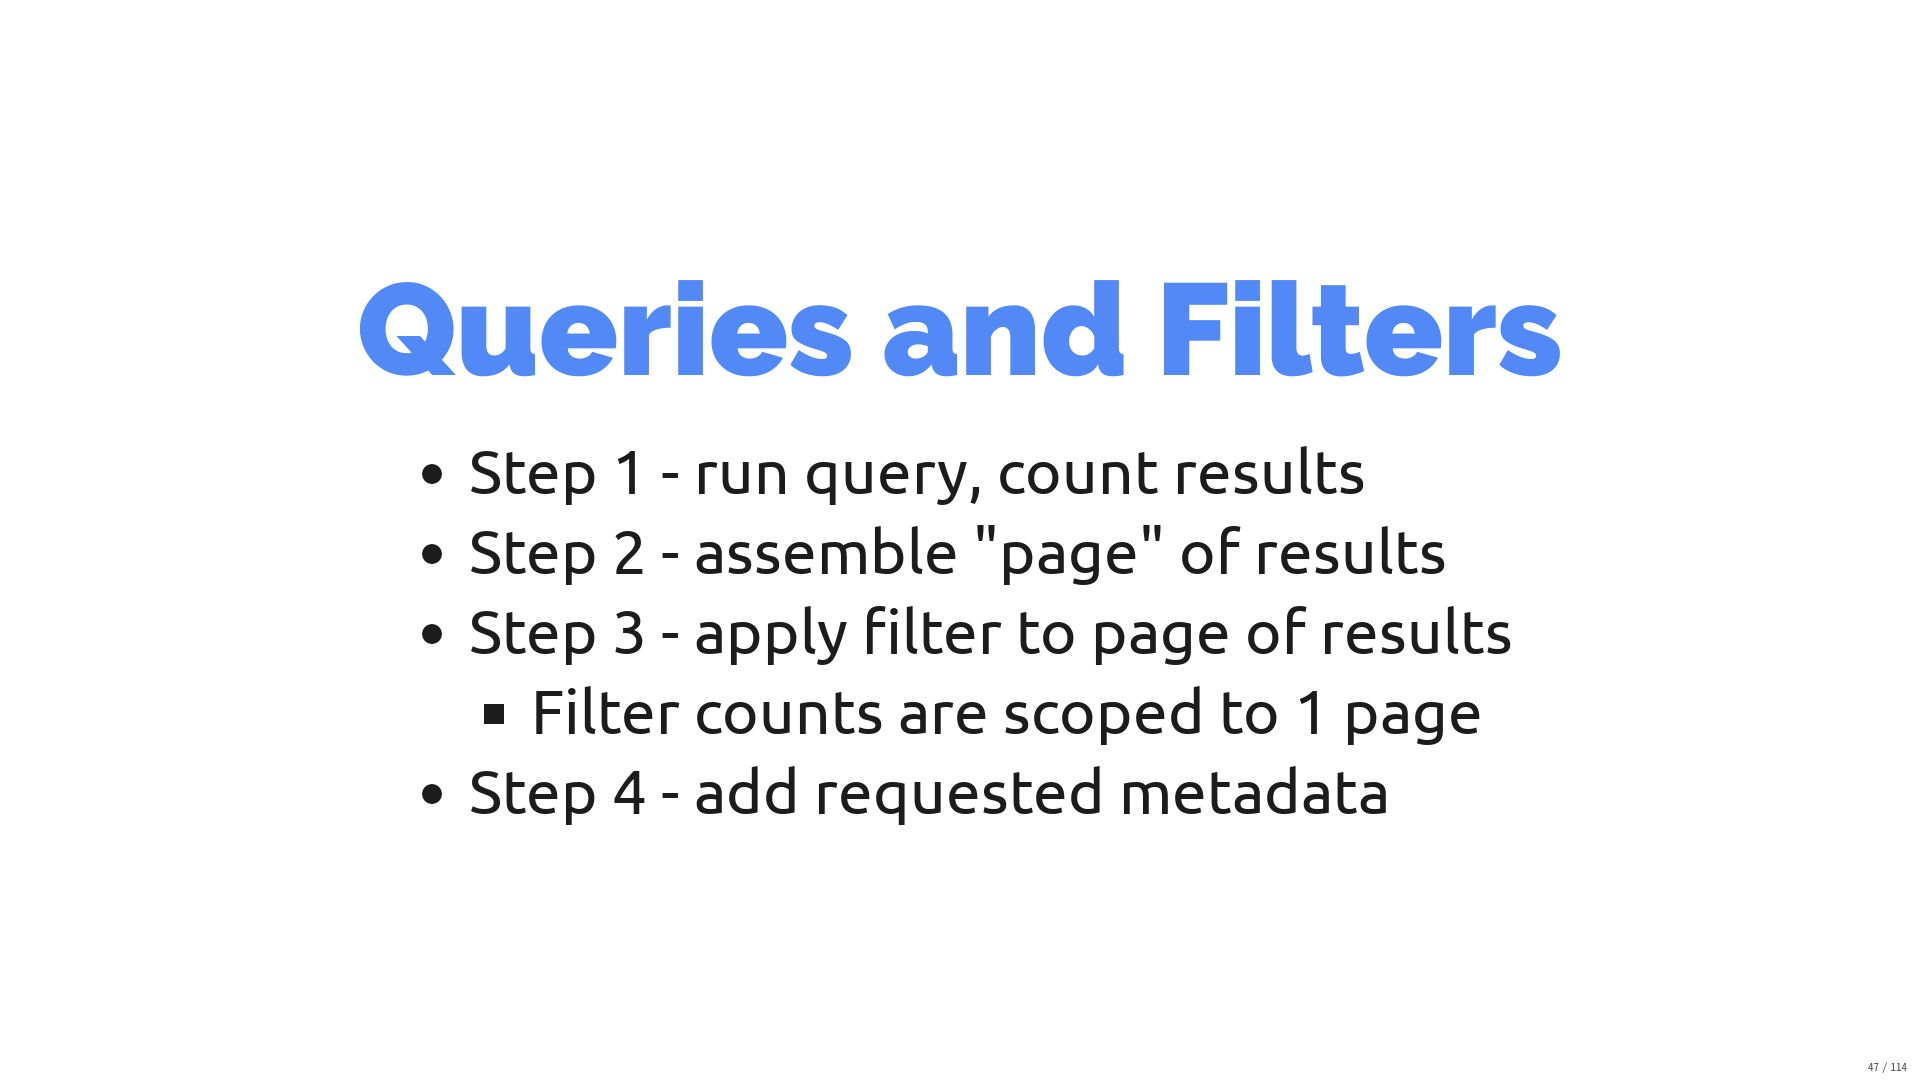 Queries and Filters
Step 1 - run query, count results
Step 2 - assemble "page" of results
Step 3 - apply filter to page of results
Filter counts are scoped to 1 page
Step 4 - add requested metadata
47 / 114